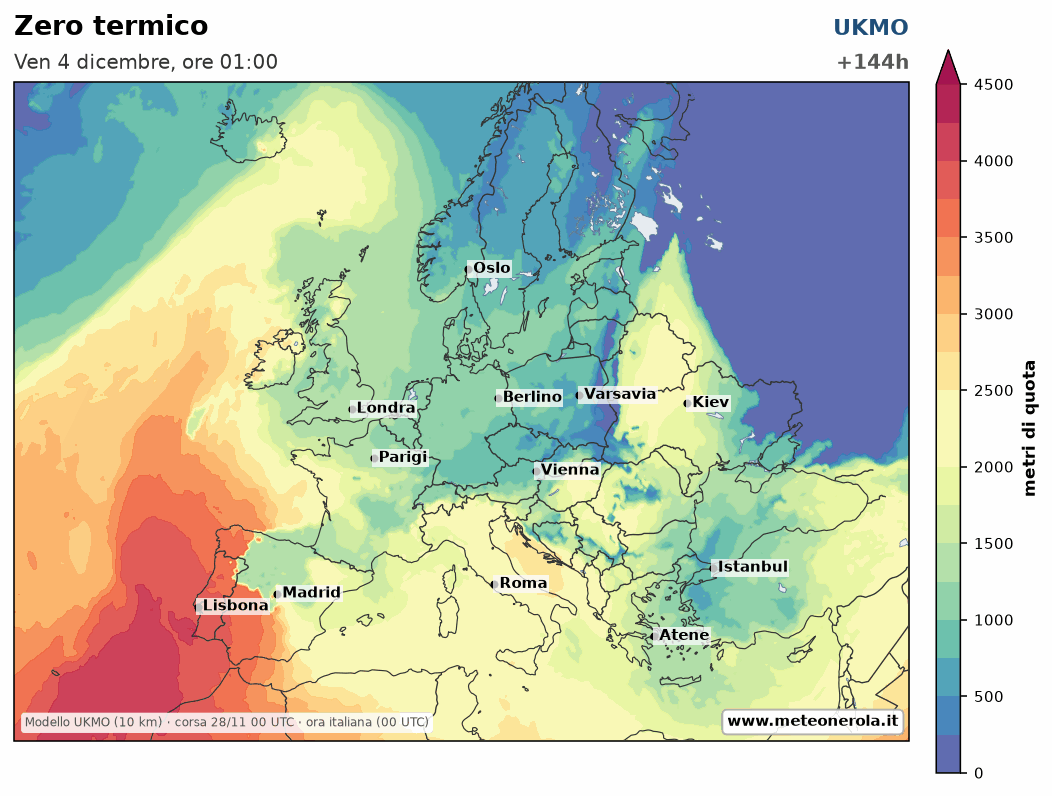 Zero termico
UKMO
Ven 4 dicembre, ore 01:00
+144h
4500
4000
3500
3000
2500
2000
1500
1000
500
0
metri di quota
Oslo
Berlino
Varsavia
Kiev
Londra
Parigi
Vienna
Istanbul
Roma
Madrid
Lisbona
Atene
Modello UKMO (10 km) · corsa 28/11 00 UTC · ora italiana (00 UTC)
www.meteonerola.it